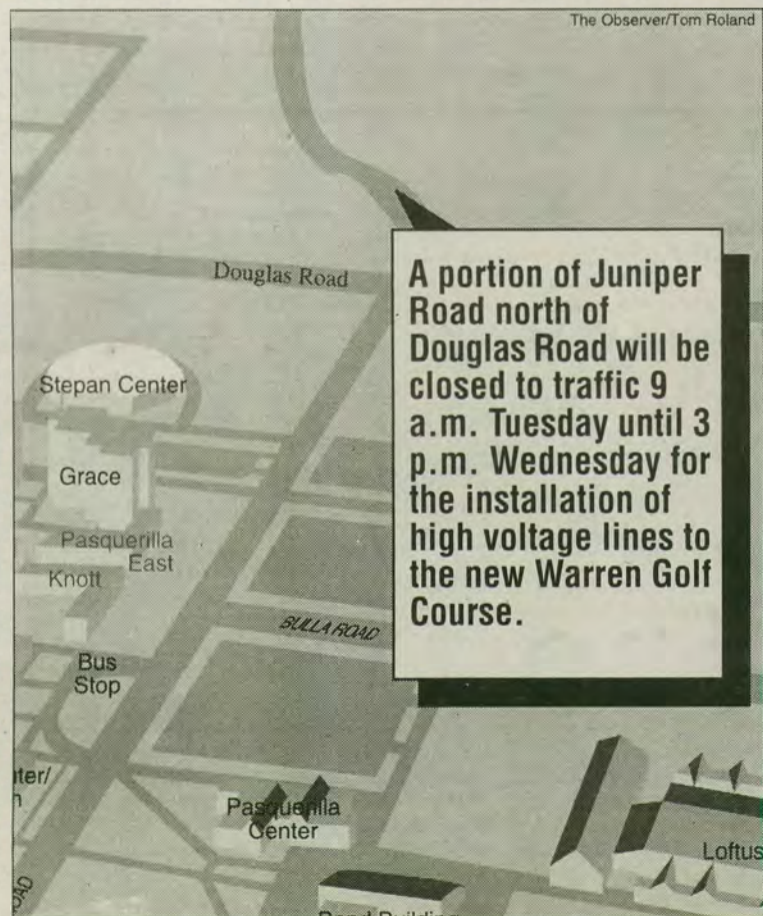 The Observer/Tom Roland
Douglas Road
A portion of Juniper
Road north of
Douglas Road will be
closed to traffic 9
a.m. Tuesday until 3
p.m. Wednesday for
the installation of
high voltage lines to
the new Warren Golf
Course.
Stepan Center
Grace
Pasquerilla
East
Knott
BULLA ROAD
Bus
Stop
Pasquerilla
Center
Loftus